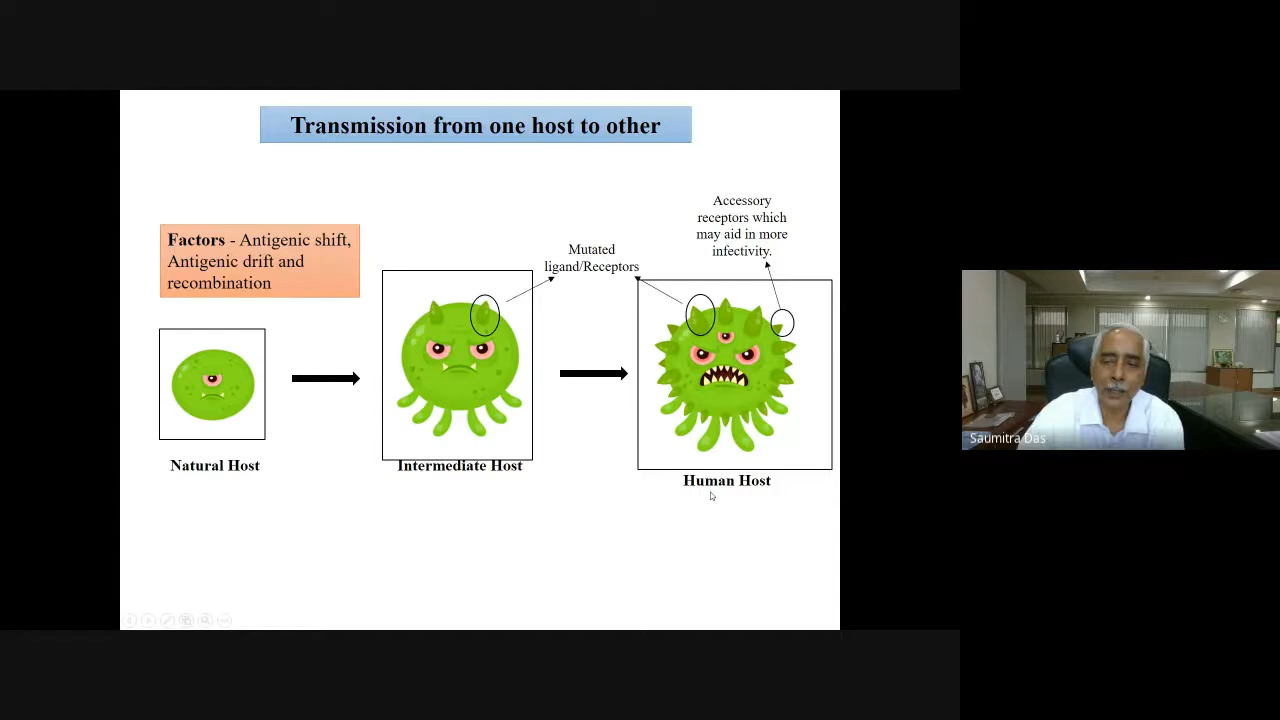 Transmission from one host to other
Accessory
receptors which
may aid in more
infectivity.
Factors - Antigenic shift,
Antigenic drift and
recombination
Mutated
ligand/Receptors
Natural Host
Intermediate Host
Human Host
Saumitra Das